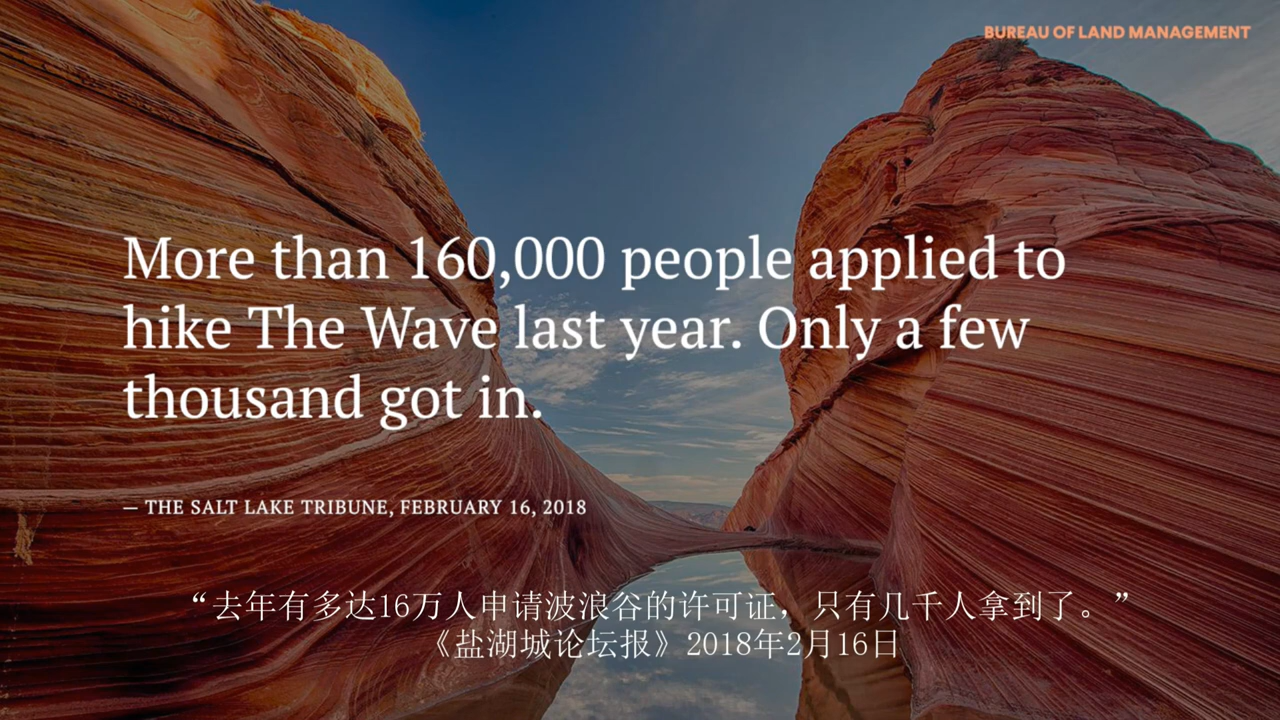 BUREAU OF LAND MANAGEMENT
More than 160,000 people applied to
hike The Wave last year. Only a few
thousand got in.
– THE SALT LAKE TRIBUNE, FEBRUARY 16, 2018
“去年有多达16万人申请波浪谷的许可证，只有几千人拿到了。”
《盐湖城论坛报》2018年2月16日